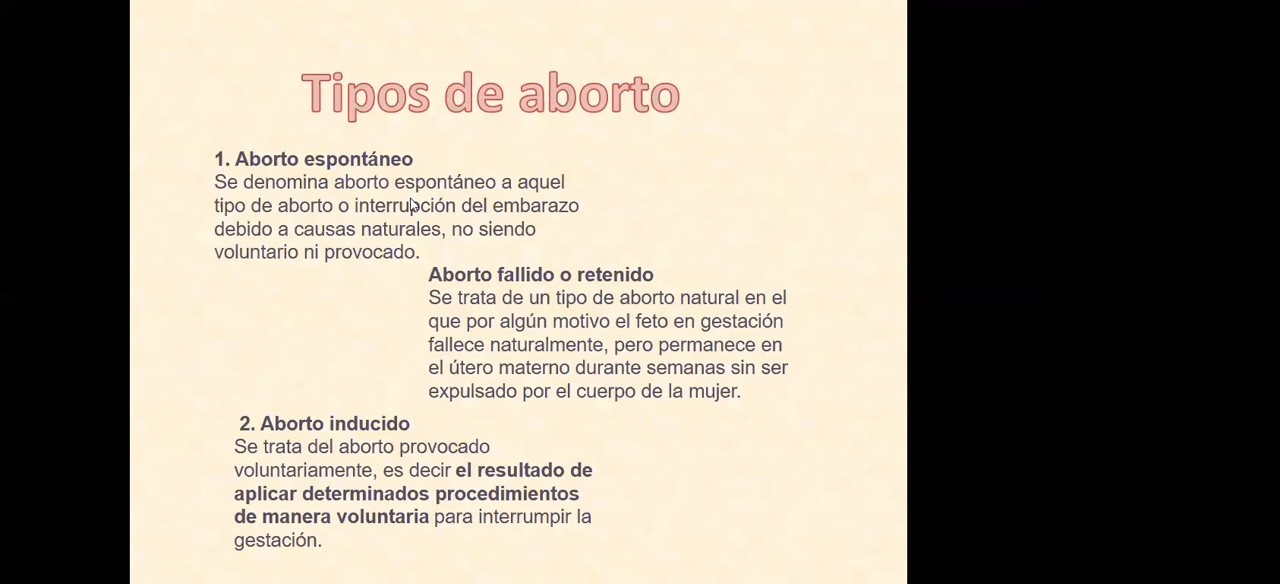 Tipos de aborto
1. Aborto espontáneo
Se denomina aborto espontáneo a aquel
tipo de aborto o interrupción del embarazo
debido a causas naturales, no siendo
voluntario ni provocado.
Aborto fallido o retenido
Se trata de un tipo de aborto natural en el
que por algún motivo el feto en gestación
fallece naturalmente, pero permanece en
el útero materno durante semanas sin ser
expulsado por el cuerpo de la mujer.
2. Aborto inducido
Se trata del aborto provocado
voluntariamente, es decir el resultado de
aplicar determinados procedimientos
de manera voluntaria para interrumpir la
gestación.